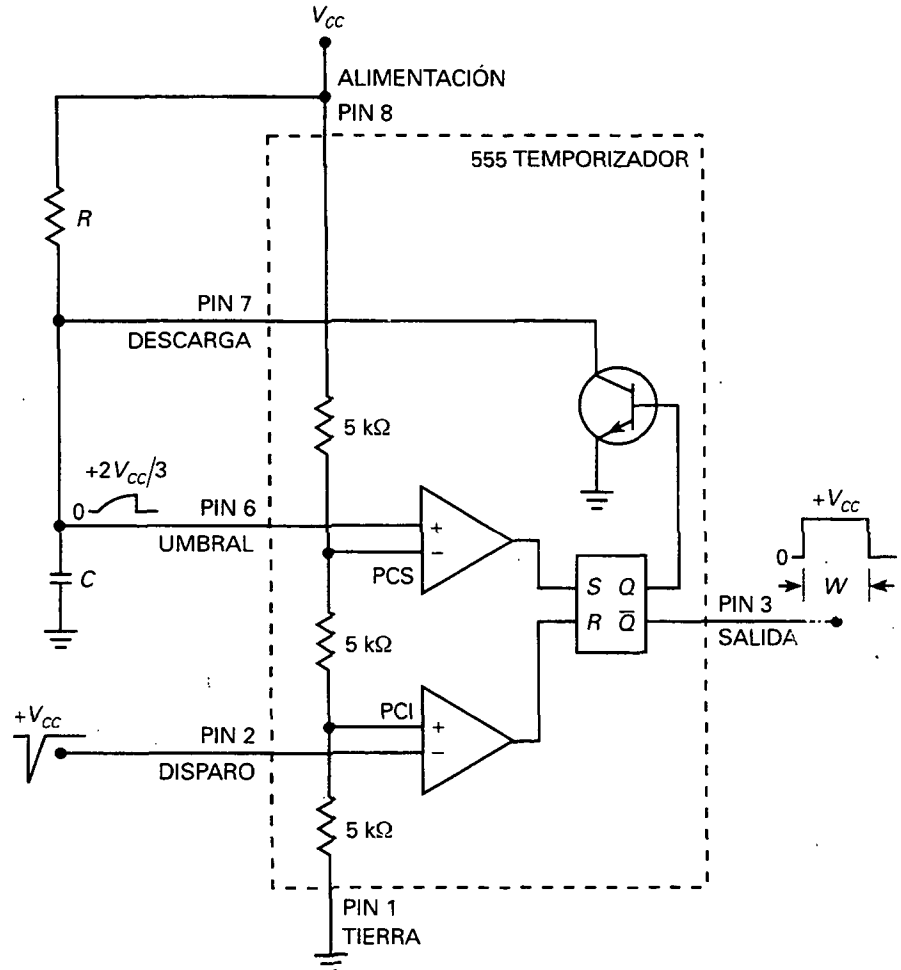 V_CC
ALIMENTACIÓN
PIN 8
555 TEMPORIZADOR
R
PIN 7
DESCARGA
5 kΩ
+2V_CC/3
0
PIN 6
UMBRAL
+
−
PCS
C
S Q
R Q̅
+V_CC
0
W
PIN 3
SALIDA
5 kΩ
PCI
+
−
+V_CC
PIN 2
DISPARO
5 kΩ
PIN 1
TIERRA